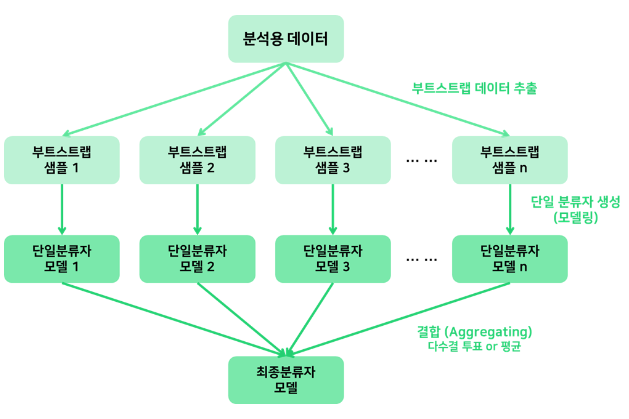 분석용 데이터
부트스트랩 데이터 추출
부트스트랩
샘플 1
부트스트랩
샘플 2
부트스트랩
샘플 3
... ...
부트스트랩
샘플 n
단일 분류자 생성
(모델링)
단일분류자
모델 1
단일분류자
모델 2
단일분류자
모델 3
... ...
단일분류자
모델 n
결합 (Aggregating)
다수결 투표 or 평균
최종분류자
모델